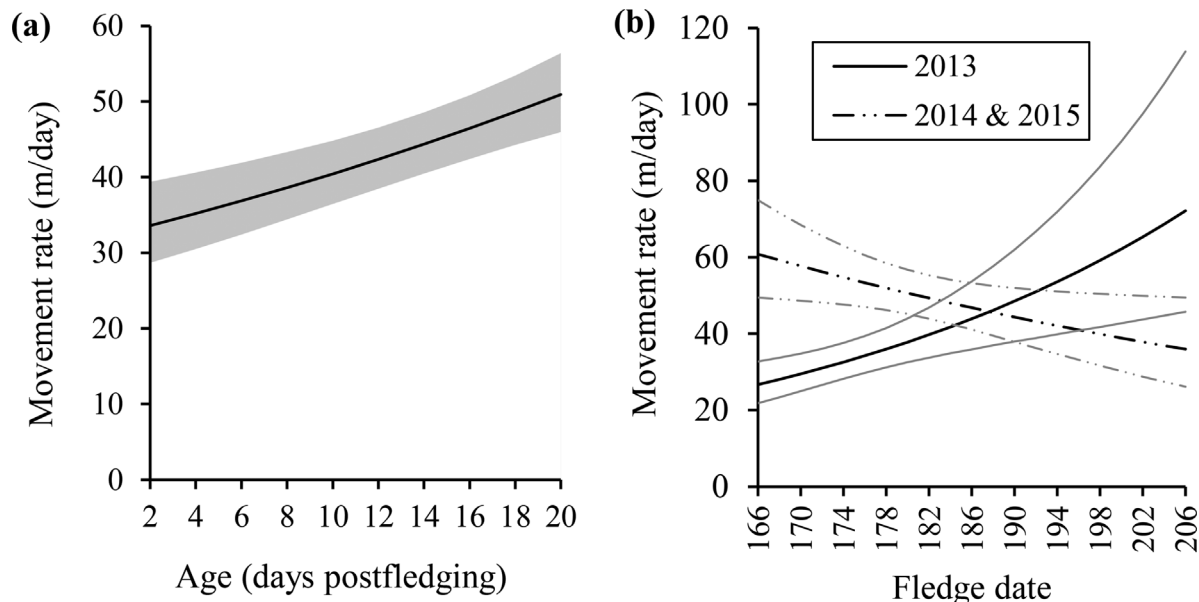 (a)
Movement rate (m/day)
60
50
40
30
20
10
0
2 4 6 8 10 12 14 16 18 20
Age (days postfledging)
(b)
Movement rate (m/day)
120
100
80
60
40
20
0
2013
2014 & 2015
166 170 174 178 182 186 190 194 198 202 206
Fledge date